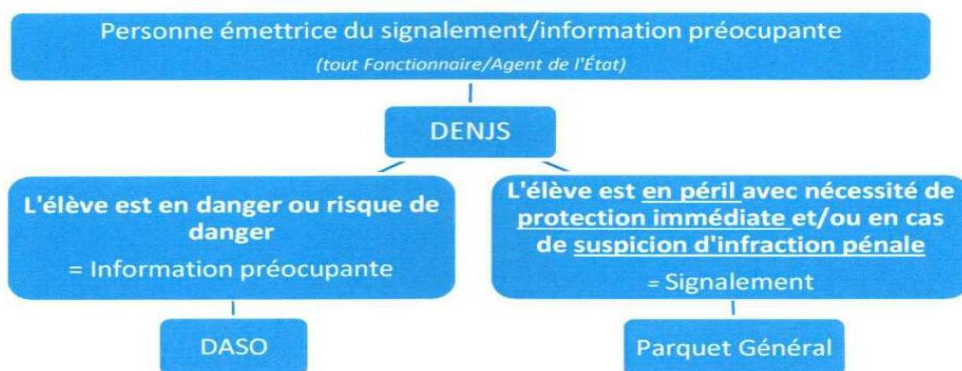 Personne émettrice du signalement/information préocupante
(tout Fonctionnaire/Agent de l'État)
DENJS
L'élève est en danger ou risque de
danger
= Information préocupante
L'élève est en péril avec nécessité de
protection immédiate et/ou en cas
de suspicion d'infraction pénale
= Signalement
DASO
Parquet Général